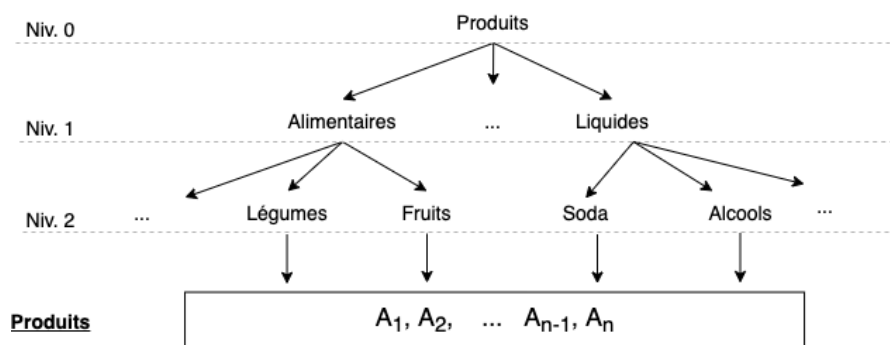 Niv. 0 Produits
Niv. 1 Alimentaires ... Liquides
Niv. 2 ... Légumes Fruits Soda Alcools ...
Produits A₁, A₂, ... Aₙ₋₁, Aₙ